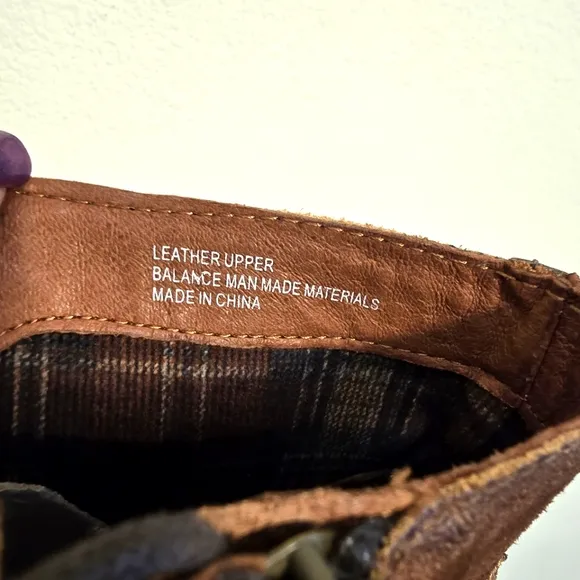 LEATHER UPPER
BALANCE MAN MADE MATERIALS
MADE IN CHINA